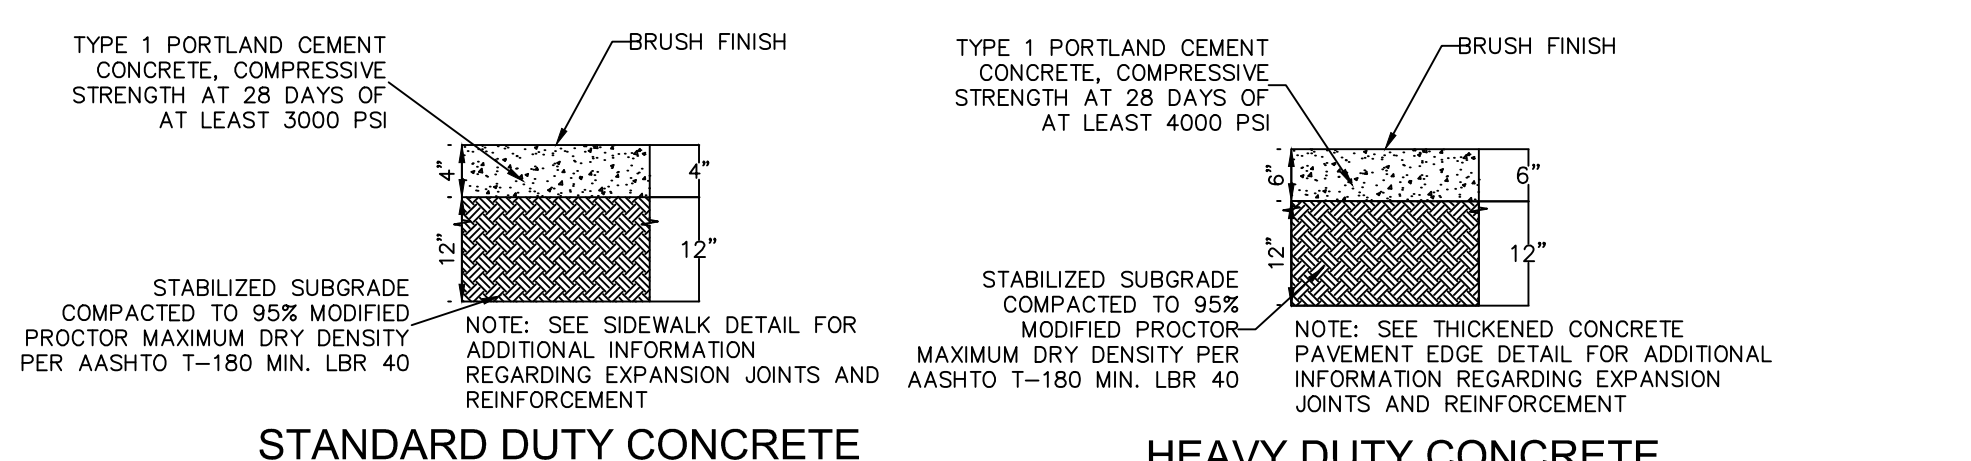 TYPE 1 PORTLAND CEMENT
CONCRETE, COMPRESSIVE
STRENGTH AT 28 DAYS OF
AT LEAST 3000 PSI
BRUSH FINISH
4"
4"
12"
12"
STABILIZED SUBGRADE
COMPACTED TO 95% MODIFIED
PROCTOR MAXIMUM DRY DENSITY
PER AASHTO T-180 MIN. LBR 40
NOTE: SEE SIDEWALK DETAIL FOR
ADDITIONAL INFORMATION
REGARDING EXPANSION JOINTS AND
REINFORCEMENT
STANDARD DUTY CONCRETE
TYPE 1 PORTLAND CEMENT
CONCRETE, COMPRESSIVE
STRENGTH AT 28 DAYS OF
AT LEAST 4000 PSI
BRUSH FINISH
6"
6"
12"
12"
STABILIZED SUBGRADE
COMPACTED TO 95%
MODIFIED PROCTOR
MAXIMUM DRY DENSITY PER
AASHTO T-180 MIN. LBR 40
NOTE: SEE THICKENED CONCRETE
PAVEMENT EDGE DETAIL FOR ADDITIONAL
INFORMATION REGARDING EXPANSION
JOINTS AND REINFORCEMENT
HEAVY DUTY CONCRETE